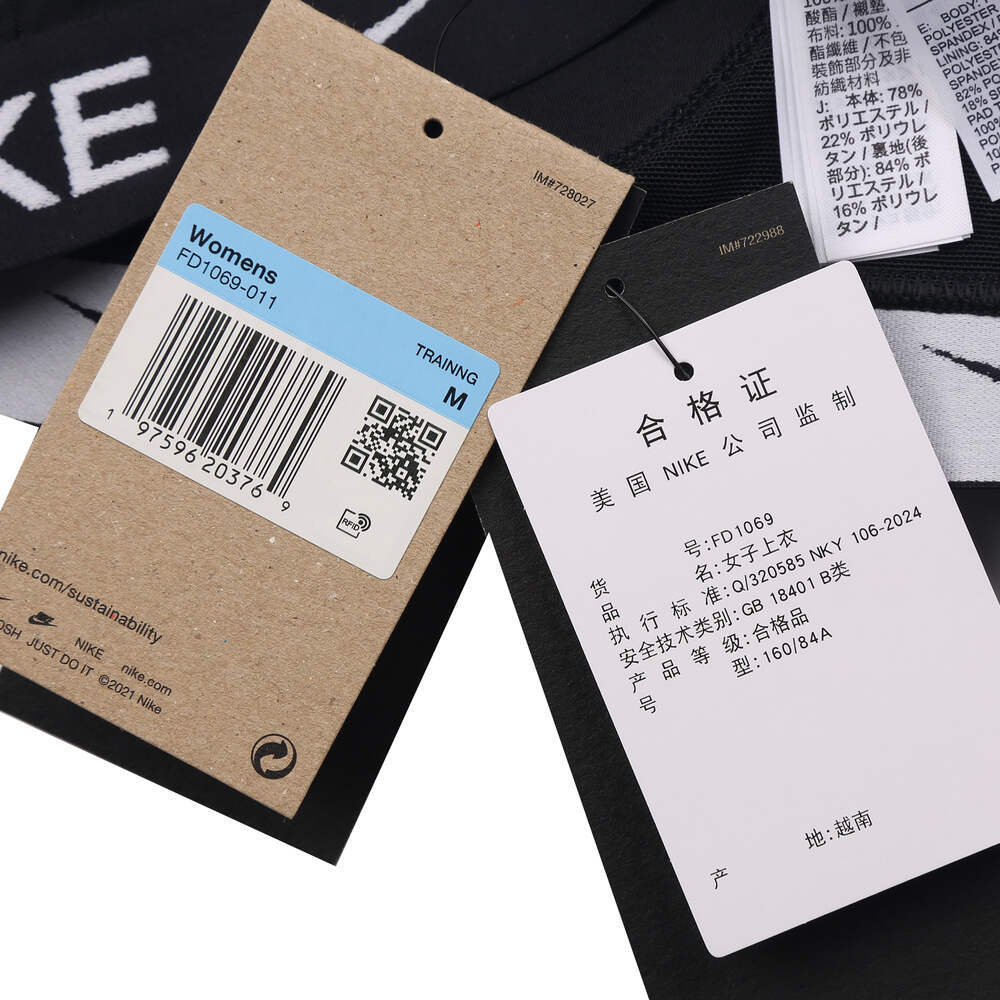 KE
IM#728027
Womens
FD1069-011
TRAINNG
M
1 97596 20376 9
RFID
nike.com/sustainability
NIKE
OSH JUST DO IT nike.com
©2021 Nike
IM#722988
合格证
美国 NIKE 公司监制
货号:FD1069
品名:女子上衣
执行标准:Q/320585 NKY 106-2024
安全技术类别:GB 18401 B类
产品等级:合格品
号型:160/84A
产地:越南
酸酯 / 襯墊
布料: 100%
酯纖維 / 不包
裝飾部分及非
紡織材料
J: 本体: 78%
ポリエステル /
22% ポリウレ
タン / 裏地(後
部分): 84% ポ
リエステル /
16% ポリウレ
タン /
E: BODY:
POLYESTER
SPANDEX/
LINING: 84%
POLYESTE
SPANDE
82% PO
18% S
PAD
100%